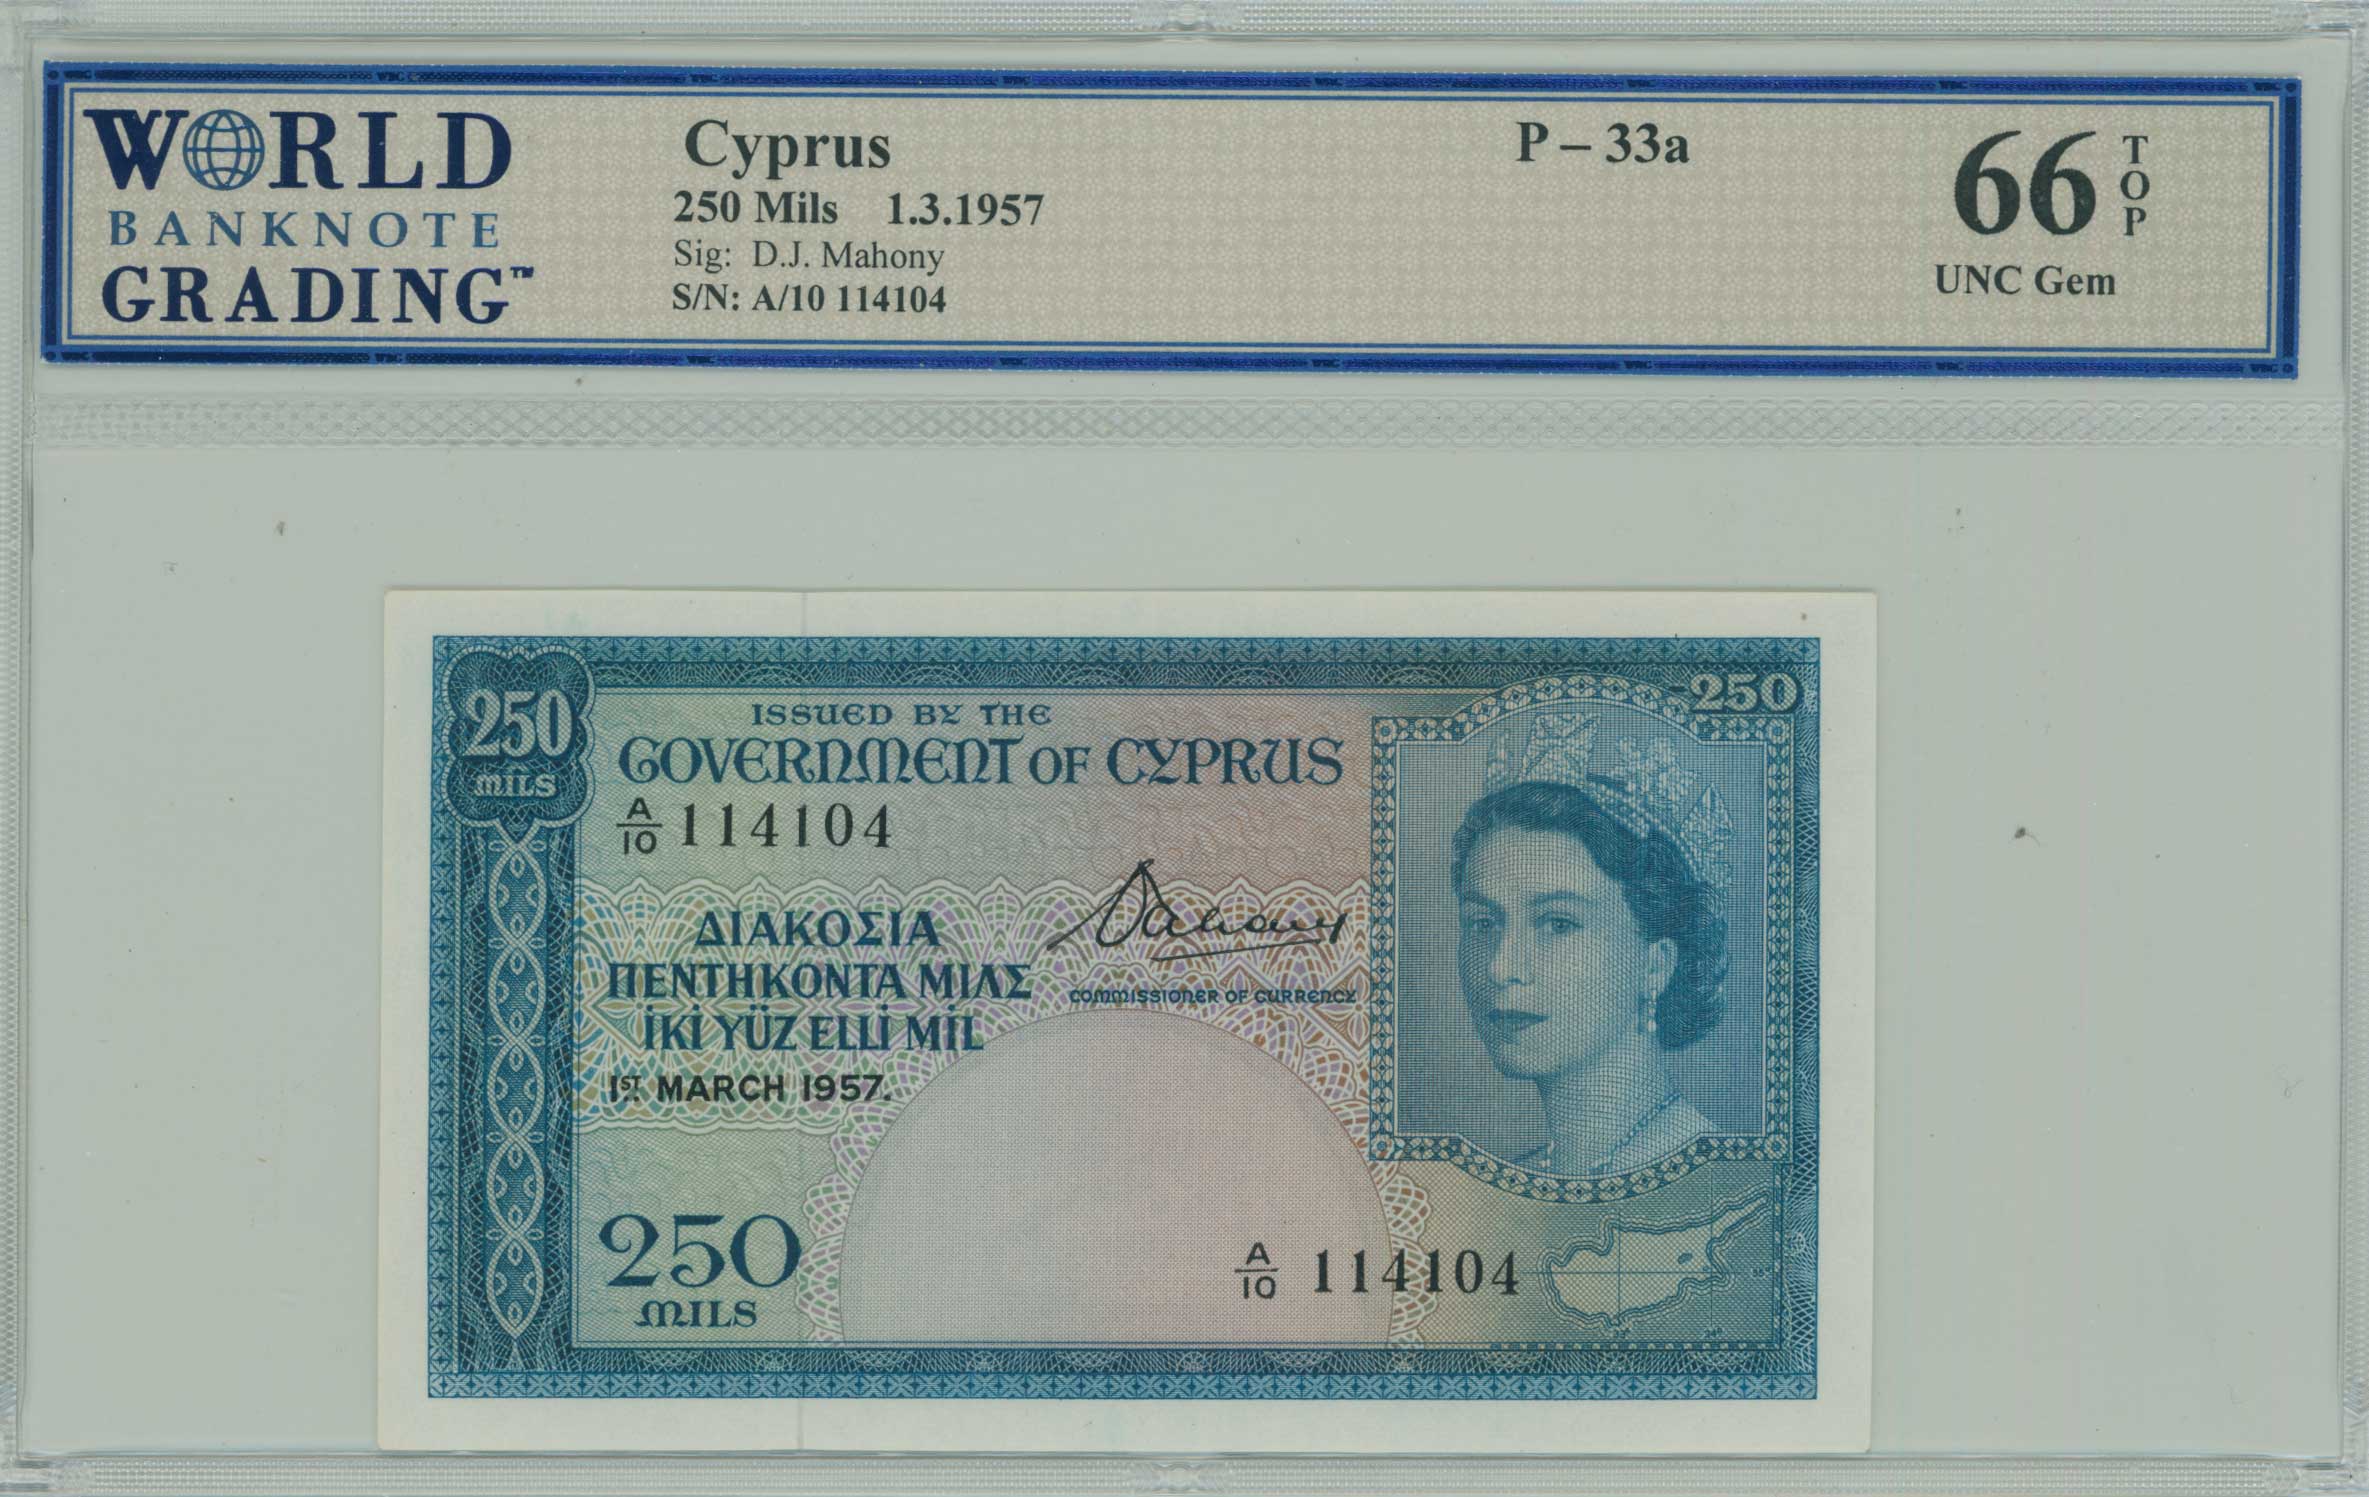 WORLD
BANKNOTE
GRADING™
Cyprus
250 Mils 1.3.1957
Sig: D.J. Mahony
S/N: A/10 114104
P – 33a
66 TOP
UNC Gem
250
MILS
250
ISSUED BY THE
GOVERNMENT OF CYPRUS
A/10 114104
ΔΙΑΚΟΣΙΑ
ΠΕΝΤΗΚΟΝΤΑ ΜΙΛΣ
İKİ YÜZ ELLİ MİL
1ST MARCH 1957.
Mahony
COMMISSIONER OF CURRENCY
250
MILS
A/10 114104